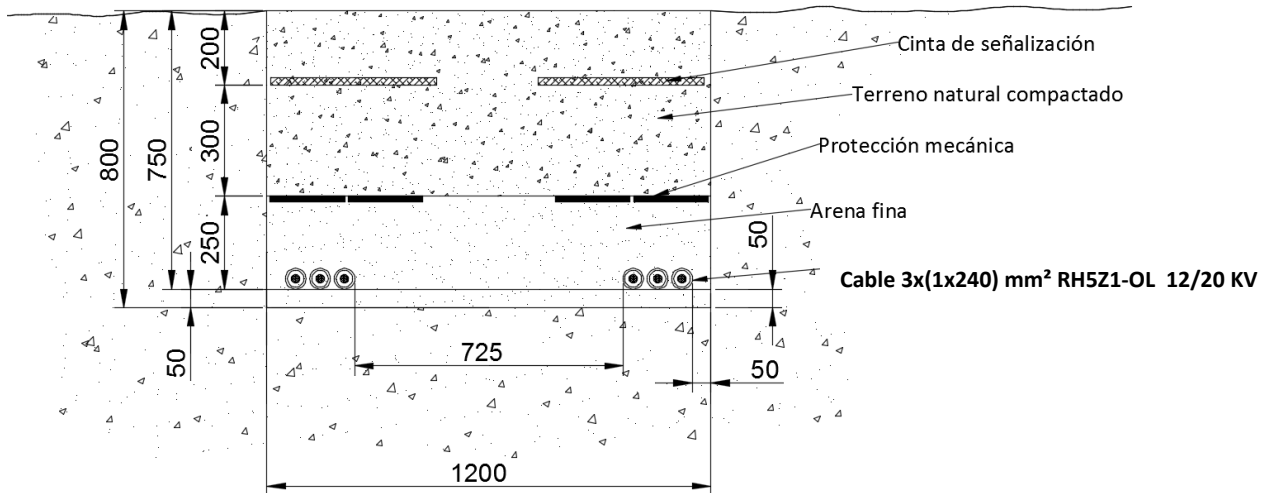 200
Cinta de señalización
Terreno natural compactado
800
750
300
Protección mecánica
Arena fina
250
50
Cable 3x(1x240) mm² RH5Z1-OL 12/20 KV
50
725
50
1200